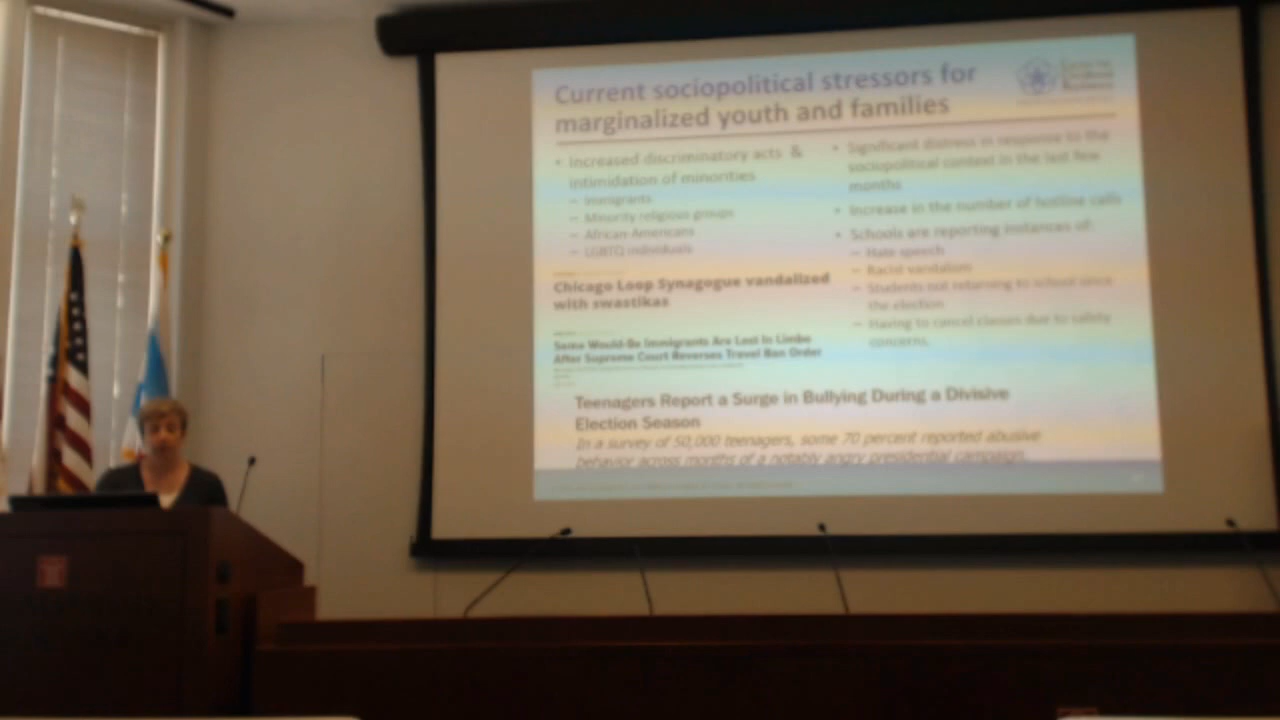 Current sociopolitical stressors for
marginalized youth and families
• Increased discriminatory acts &
intimidation of minorities
– Immigrants
– Minority religious groups
– African Americans
– LGBTQ individuals
Chicago Loop Synagogue vandalized
with swastikas
Some Would-Be Immigrants Are Lost In Limbo
After Supreme Court Reverses Travel Ban Order
• Significant distress in response to the
sociopolitical context in the last few
months
• Increase in the number of hotline calls
• Schools are reporting instances of:
– Hate speech
– Racist vandalism
– Students not returning to school since
the election
– Having to cancel classes due to safety
concerns.
Teenagers Report a Surge in Bullying During a Divisive
Election Season
In a survey of 50,000 teenagers, some 70 percent reported abusive
behavior across months of a notably angry presidential campaign.